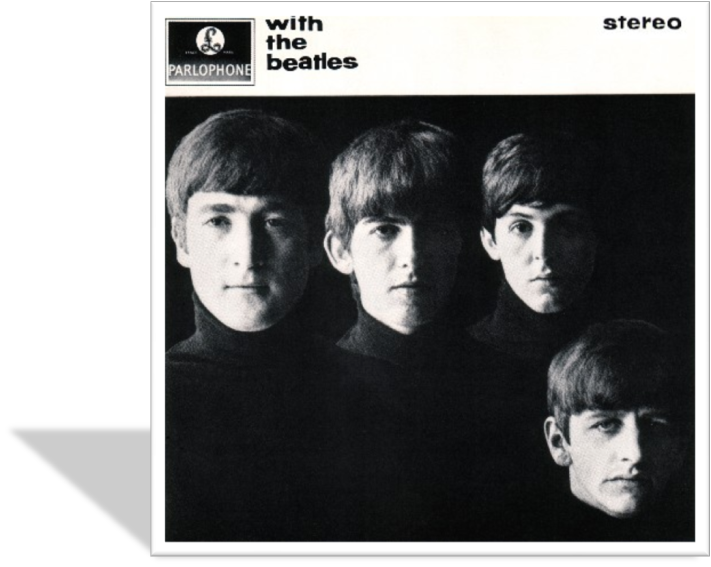 with
the
beatles
stereo
£
PARLOPHONE